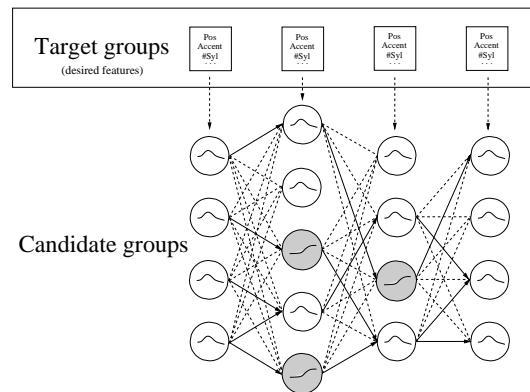 Target groups
(desired features)
Pos
Accent
#Syl
. . .
Pos
Accent
#Syl
. . .
Pos
Accent
#Syl
. . .
Pos
Accent
#Syl
. . .
Candidate groups